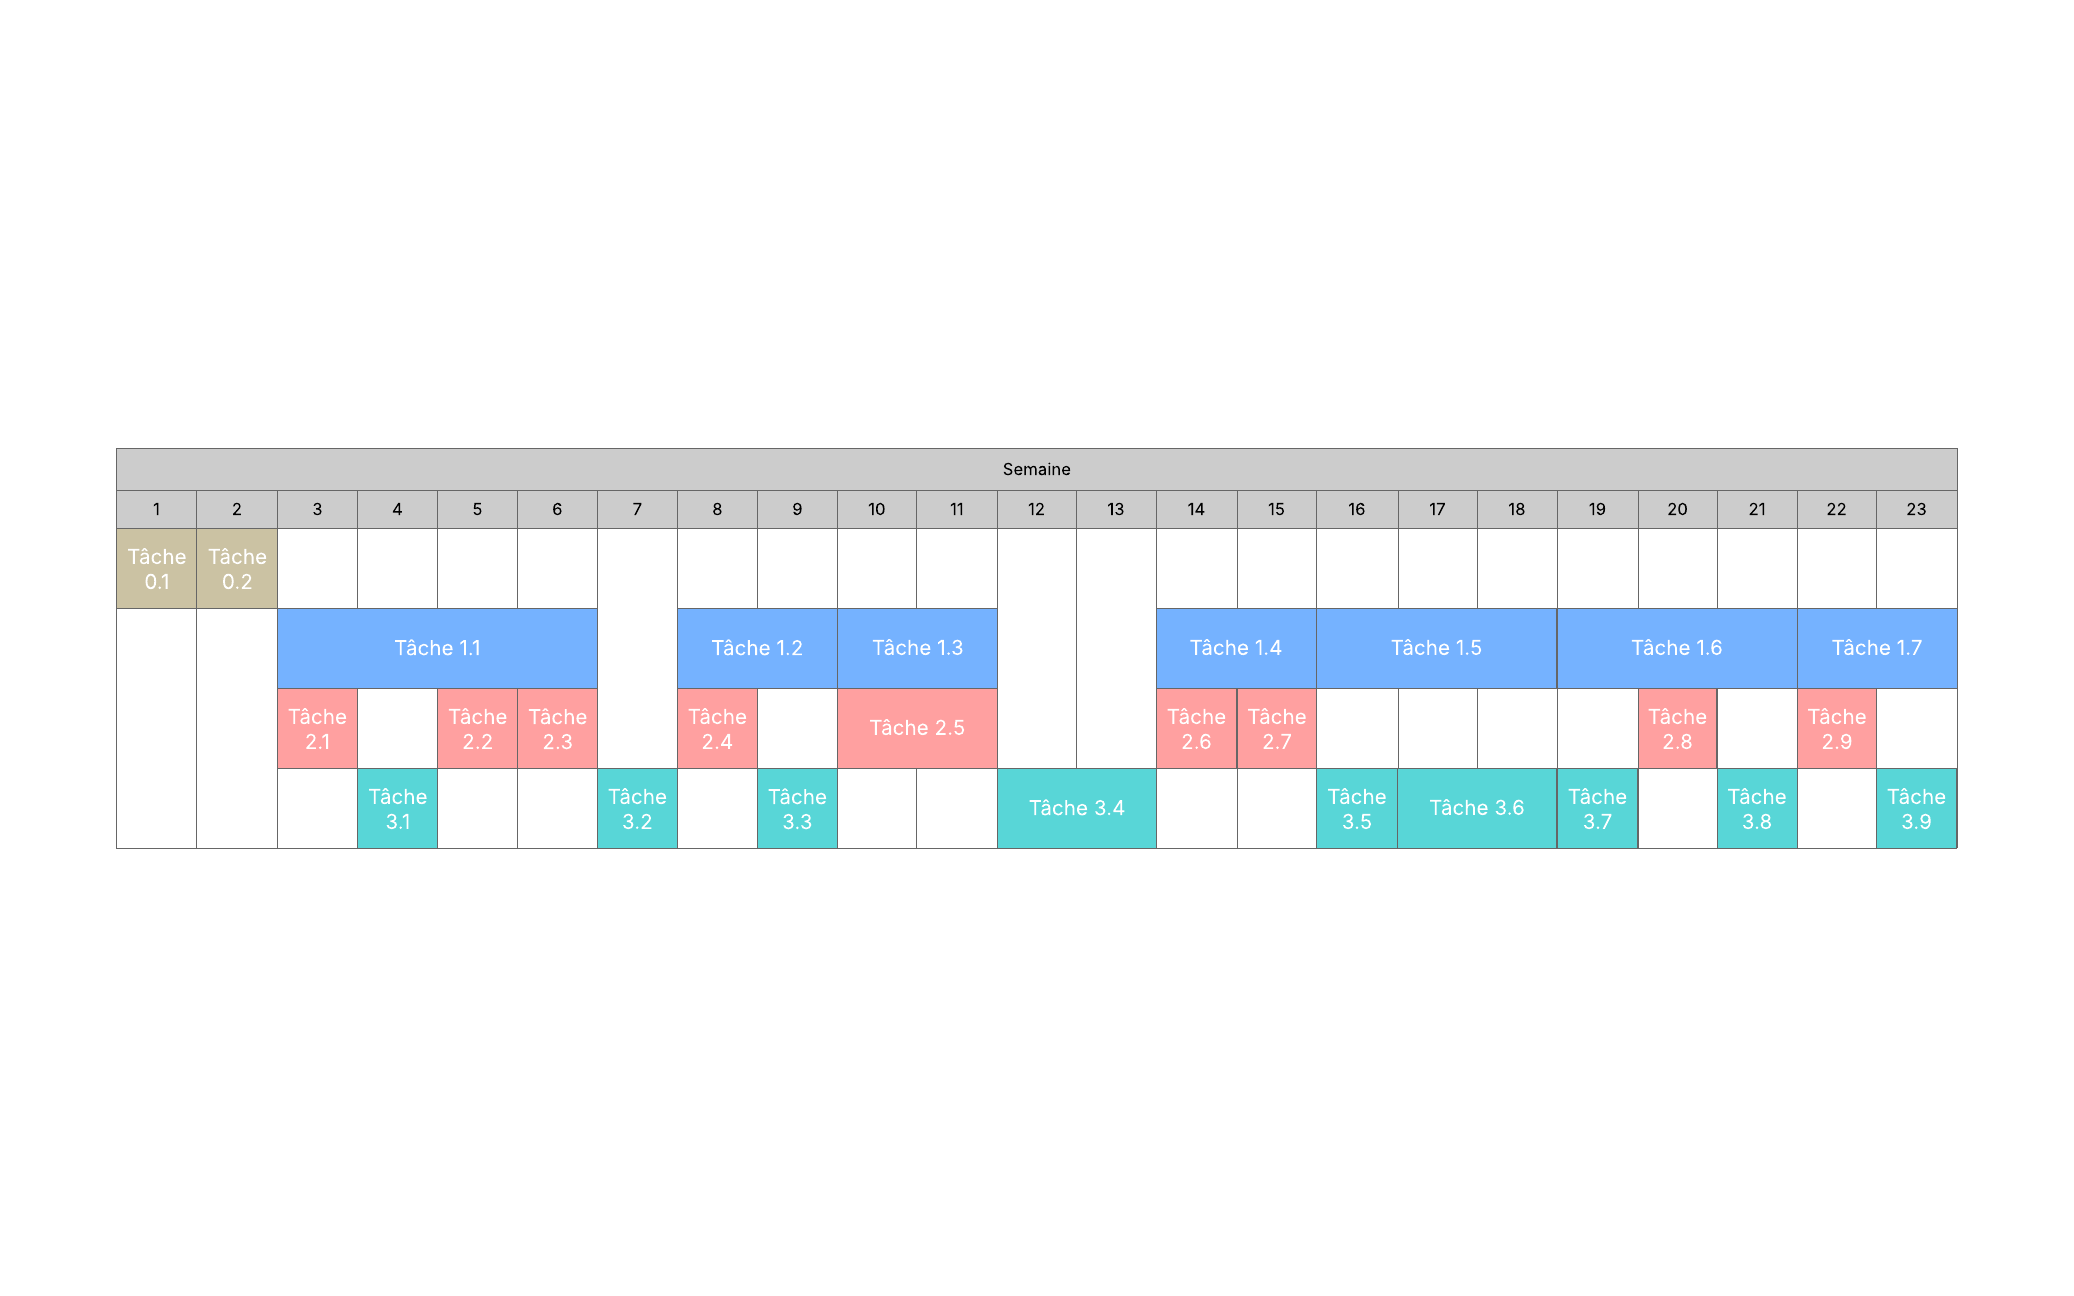 Semaine
1 2 3 4 5 6 7 8 9 10 11 12 13 14 15 16 17 18 19 20 21 22 23
Tâche
0.1
Tâche
0.2
Tâche 1.1
Tâche 1.2
Tâche 1.3
Tâche 1.4
Tâche 1.5
Tâche 1.6
Tâche 1.7
Tâche
2.1
Tâche
2.2
Tâche
2.3
Tâche
2.4
Tâche 2.5
Tâche
2.6
Tâche
2.7
Tâche
2.8
Tâche
2.9
Tâche
3.1
Tâche
3.2
Tâche
3.3
Tâche 3.4
Tâche
3.5
Tâche 3.6
Tâche
3.7
Tâche
3.8
Tâche
3.9